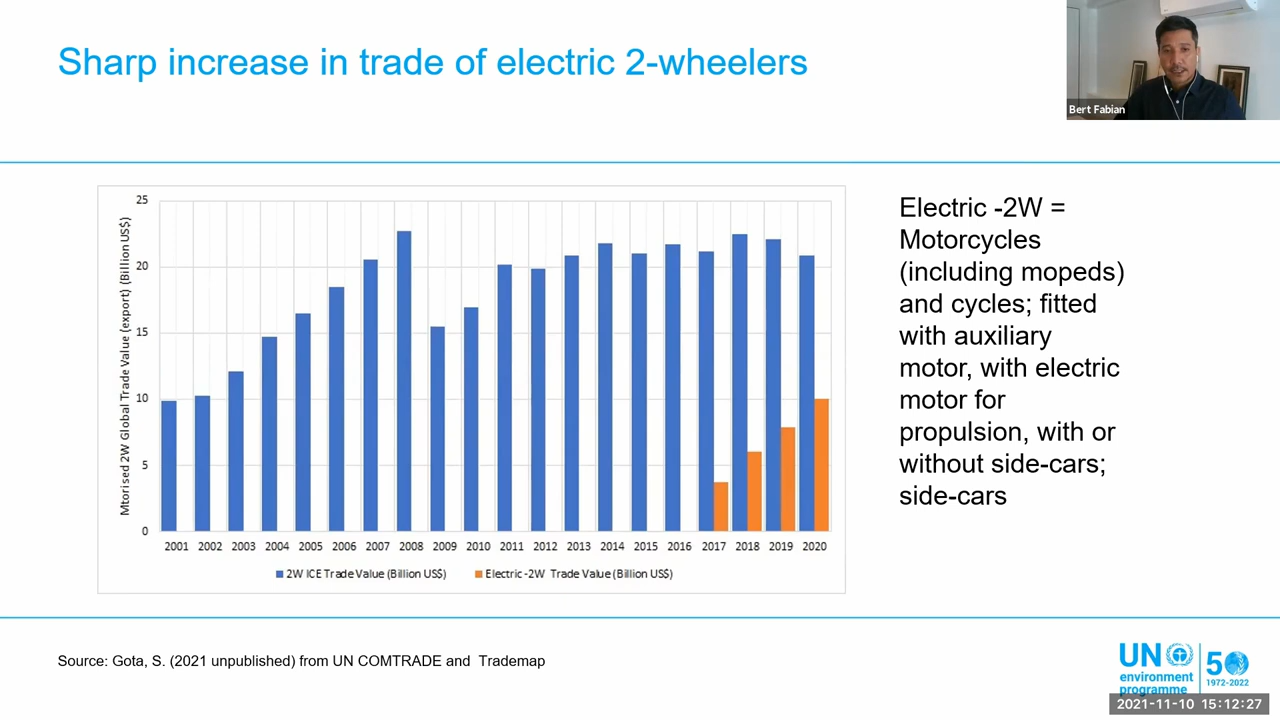 Sharp increase in trade of electric 2-wheelers
Bert Fabian
Mtorised 2W Global Trade Value (export) (Billion US$)
25
20
15
10
5
0
2001 2002 2003 2004 2005 2006 2007 2008 2009 2010 2011 2012 2013 2014 2015 2016 2017 2018 2019 2020
2W ICE Trade Value (Billion US$) Electric -2W Trade Value (Billion US$)
Electric -2W =
Motorcycles
(including mopeds)
and cycles; fitted
with auxiliary
motor, with electric
motor for
propulsion, with or
without side-cars;
side-cars
Source: Gota, S. (2021 unpublished) from UN COMTRADE and Trademap
UN
environment
programme
50
1972-2022
2021-11-10 15:12:27